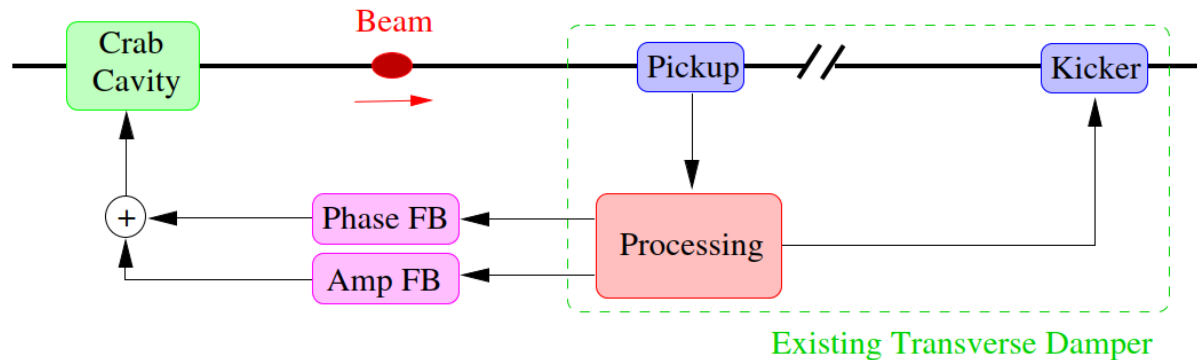 Crab
Cavity
Beam
Pickup
Kicker
+
Phase FB
Processing
Amp FB
Existing Transverse Damper